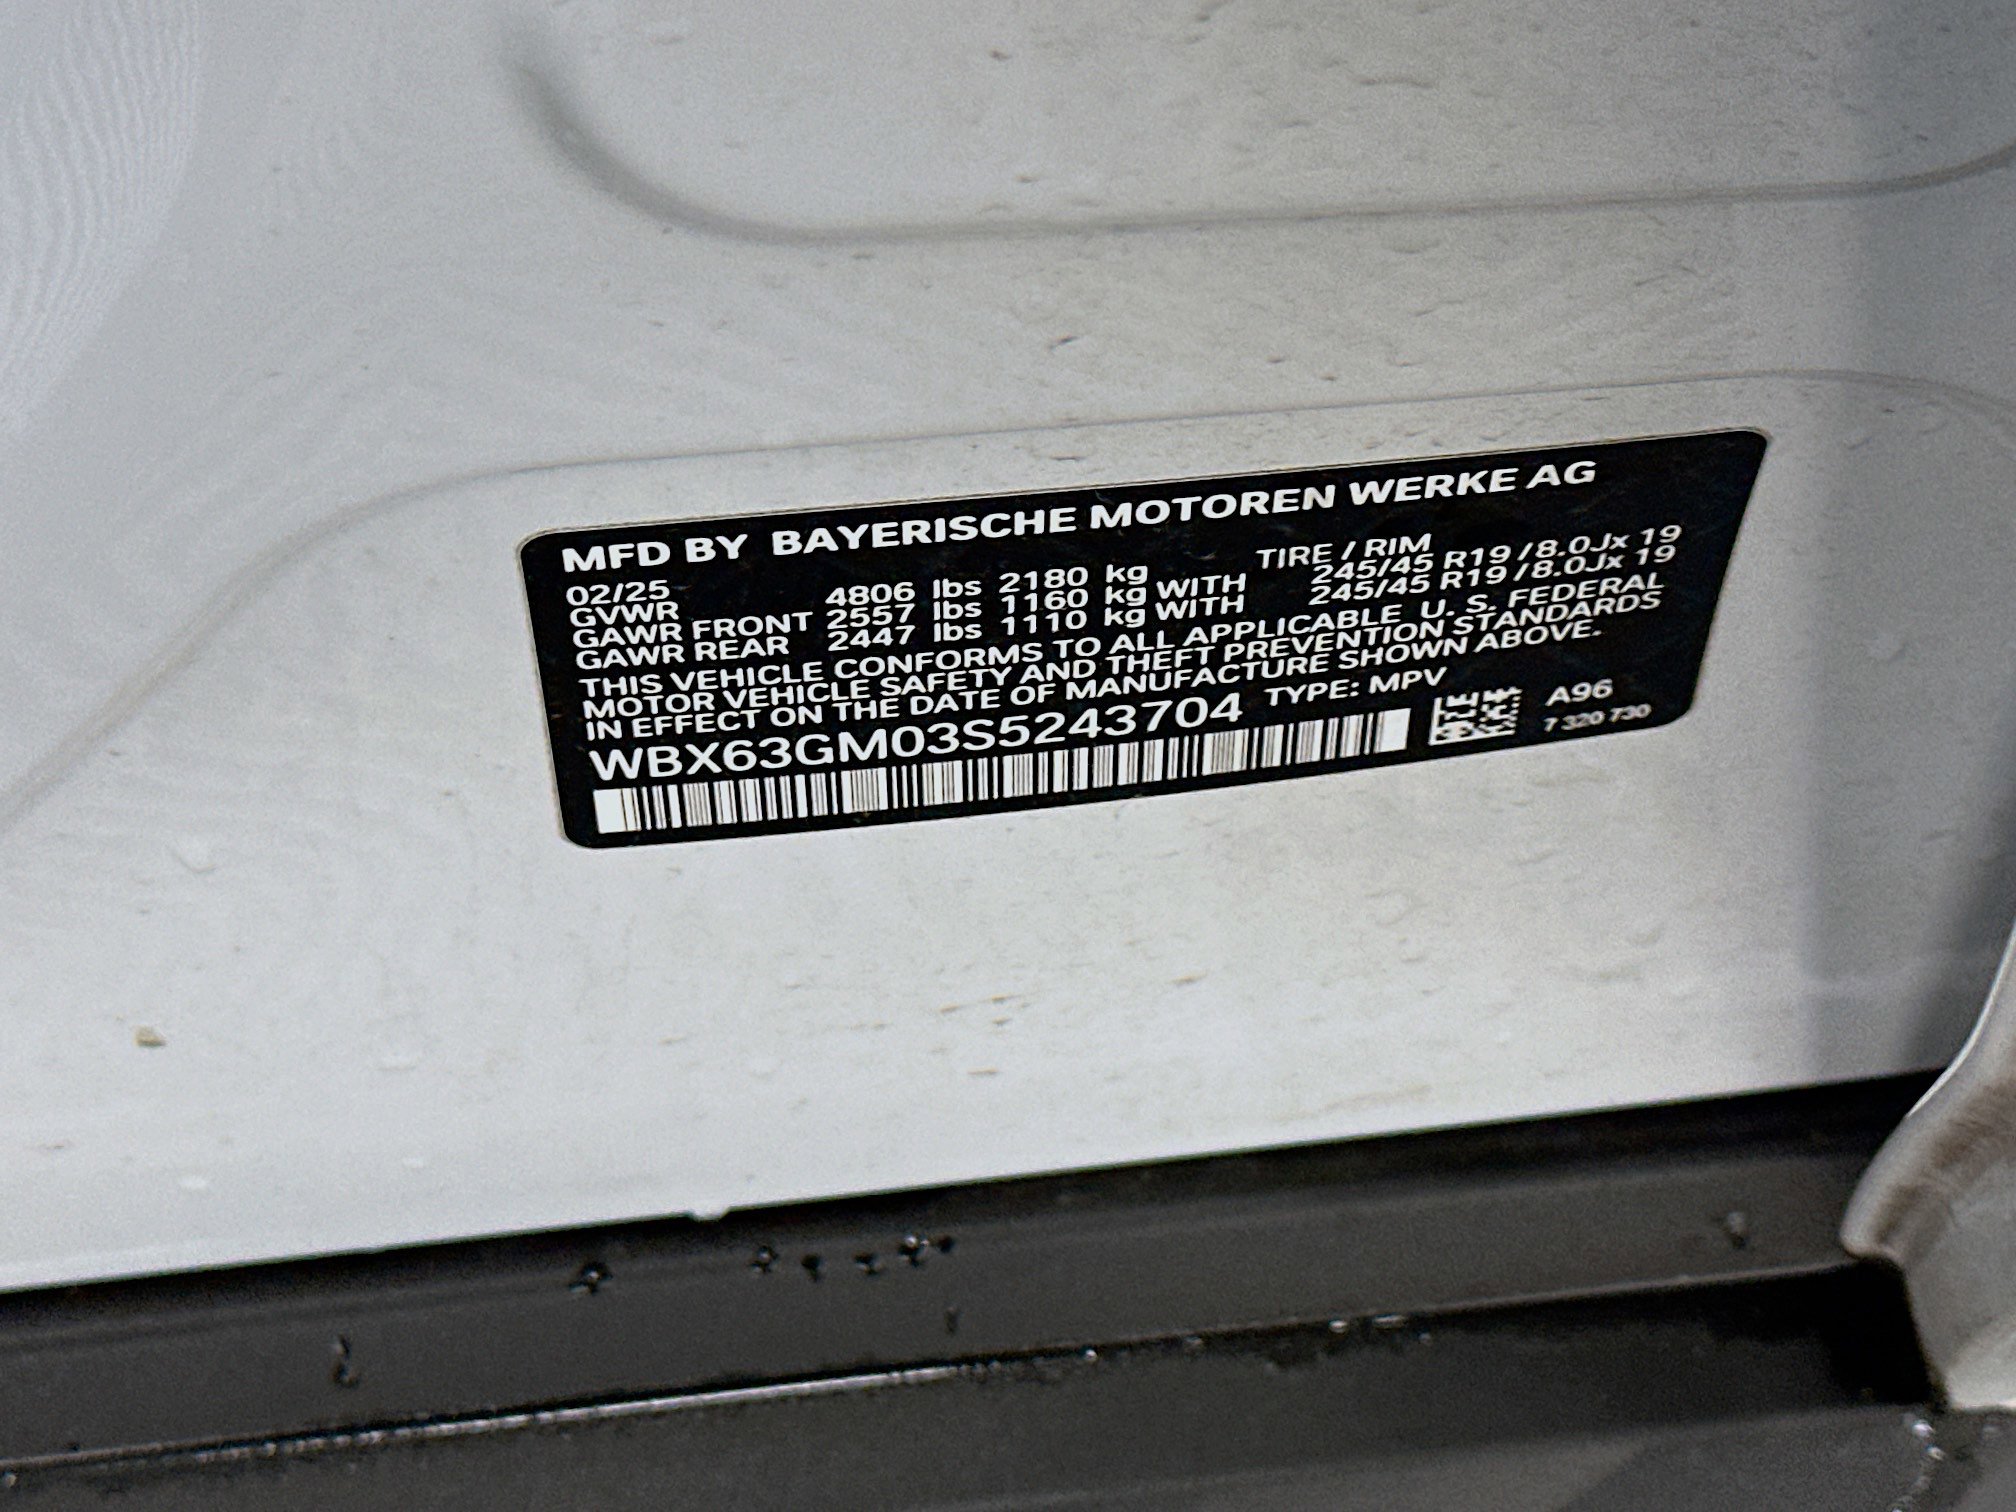 MFD BY BAYERISCHE MOTOREN WERKE AG
02/25 TIRE / RIM
GVWR 4806 lbs 2180 kg
GAWR FRONT 2557 lbs 1160 kg WITH 245/45 R19 / 8.0Jx 19
GAWR REAR 2447 lbs 1110 kg WITH 245/45 R19 / 8.0Jx 19
THIS VEHICLE CONFORMS TO ALL APPLICABLE U. S. FEDERAL
MOTOR VEHICLE SAFETY AND THEFT PREVENTION STANDARDS
IN EFFECT ON THE DATE OF MANUFACTURE SHOWN ABOVE.
WBX63GM03S5243704 TYPE: MPV
A96
7 320 730